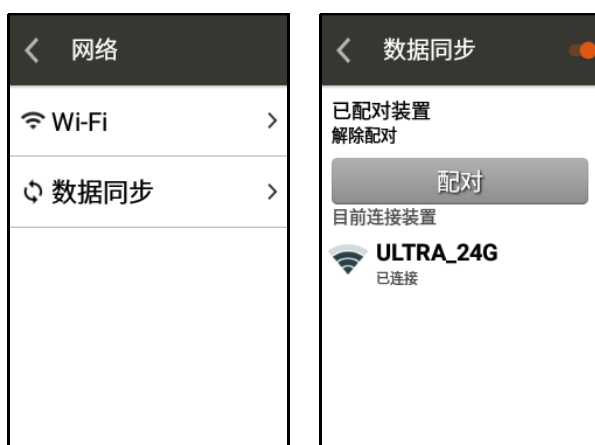 网络
Wi-Fi
数据同步
数据同步
已配对装置
解除配对
配对
目前连接装置
ULTRA_24G
已连接